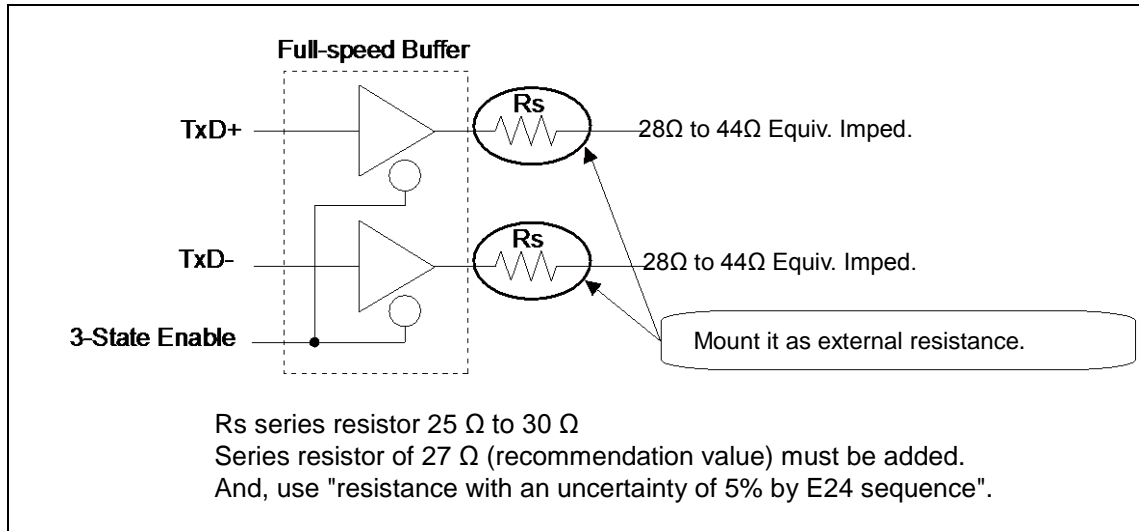 Full-speed Buffer
Rs
TxD+
28Ω to 44Ω Equiv. Imped.
Rs
TxD-
28Ω to 44Ω Equiv. Imped.
3-State Enable
Mount it as external resistance.
Rs series resistor 25 Ω to 30 Ω
Series resistor of 27 Ω (recommendation value) must be added.
And, use "resistance with an uncertainty of 5% by E24 sequence".